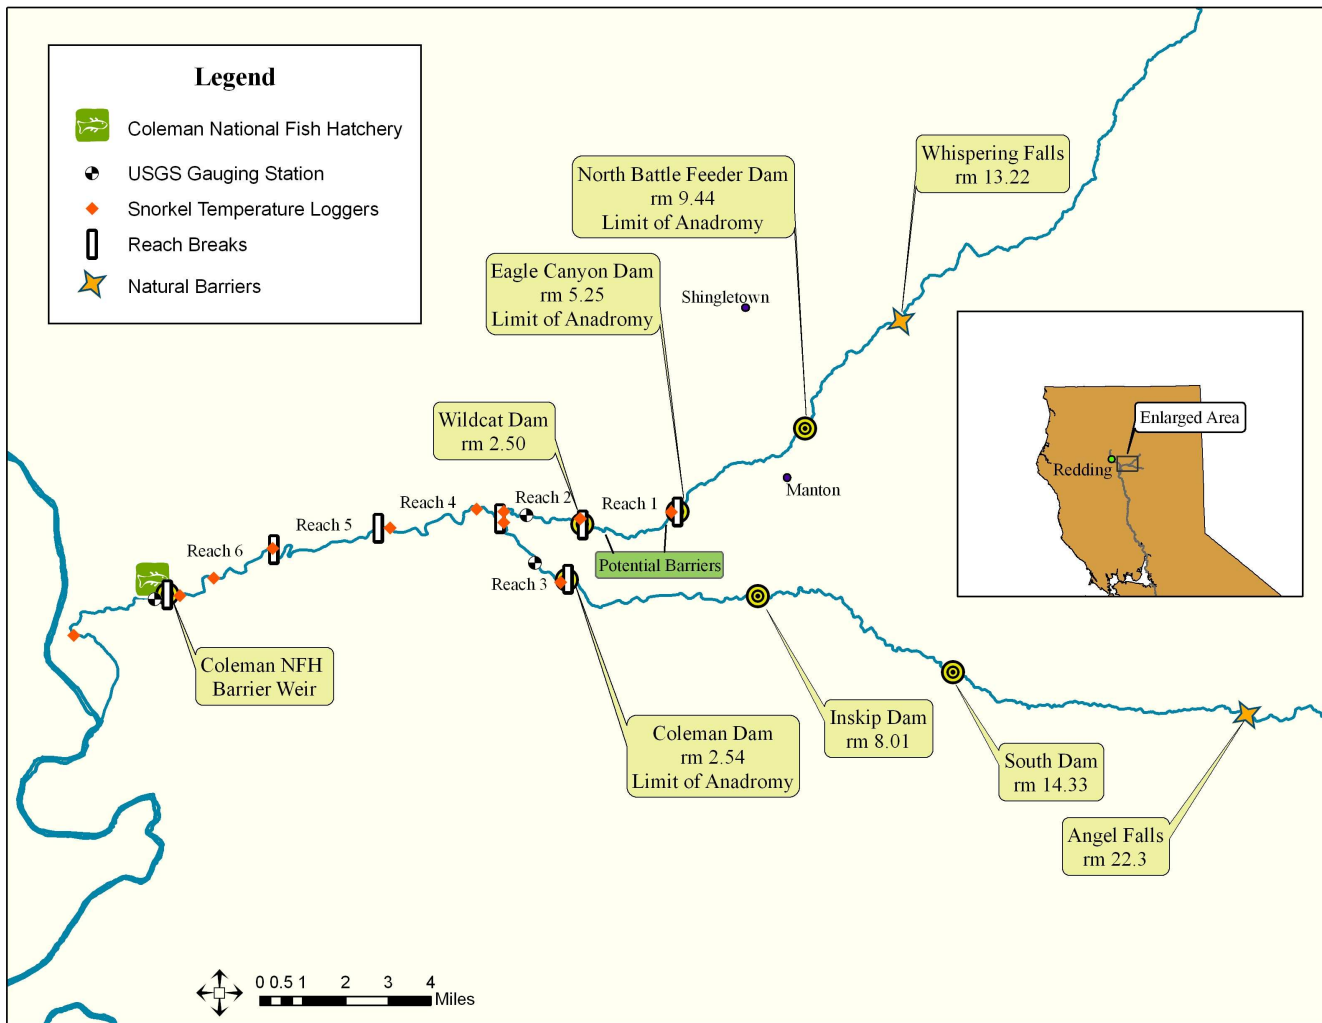 Legend
Coleman National Fish Hatchery
USGS Gauging Station
Snorkel Temperature Loggers
Reach Breaks
Natural Barriers
Whispering Falls
rm 13.22
North Battle Feeder Dam
rm 9.44
Limit of Anadromy
Eagle Canyon Dam
rm 5.25
Limit of Anadromy
Shingletown
Wildcat Dam
rm 2.50
Enlarged Area
Redding
Manton
Reach 1
Reach 2
Reach 4
Reach 5
Reach 6
Potential Barriers
Reach 3
Coleman NFH
Barrier Weir
Coleman Dam
rm 2.54
Limit of Anadromy
Inskip Dam
rm 8.01
South Dam
rm 14.33
Angel Falls
rm 22.3
0 0.5 1 2 3 4
Miles